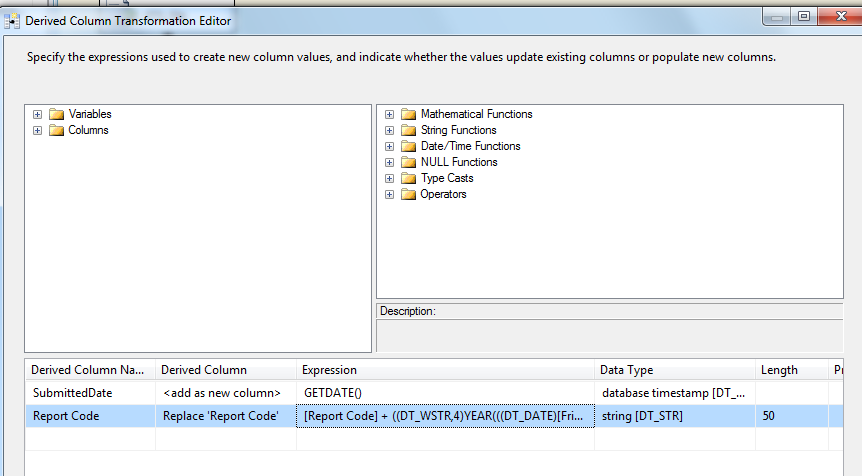 Derived Column Transformation Editor
Specify the expressions used to create new column values, and indicate whether the values update existing columns or populate new columns.
Variables
Columns
Mathematical Functions
String Functions
Date/Time Functions
NULL Functions
Type Casts
Operators
Description:
Derived Column Na... Derived Column Expression Data Type Length Pr
SubmittedDate <add as new column> GETDATE() database timestamp [DT_...
Report Code Replace 'Report Code' [Report Code] + ((DT_WSTR,4)YEAR(((DT_DATE)[Fri... string [DT_STR] 50